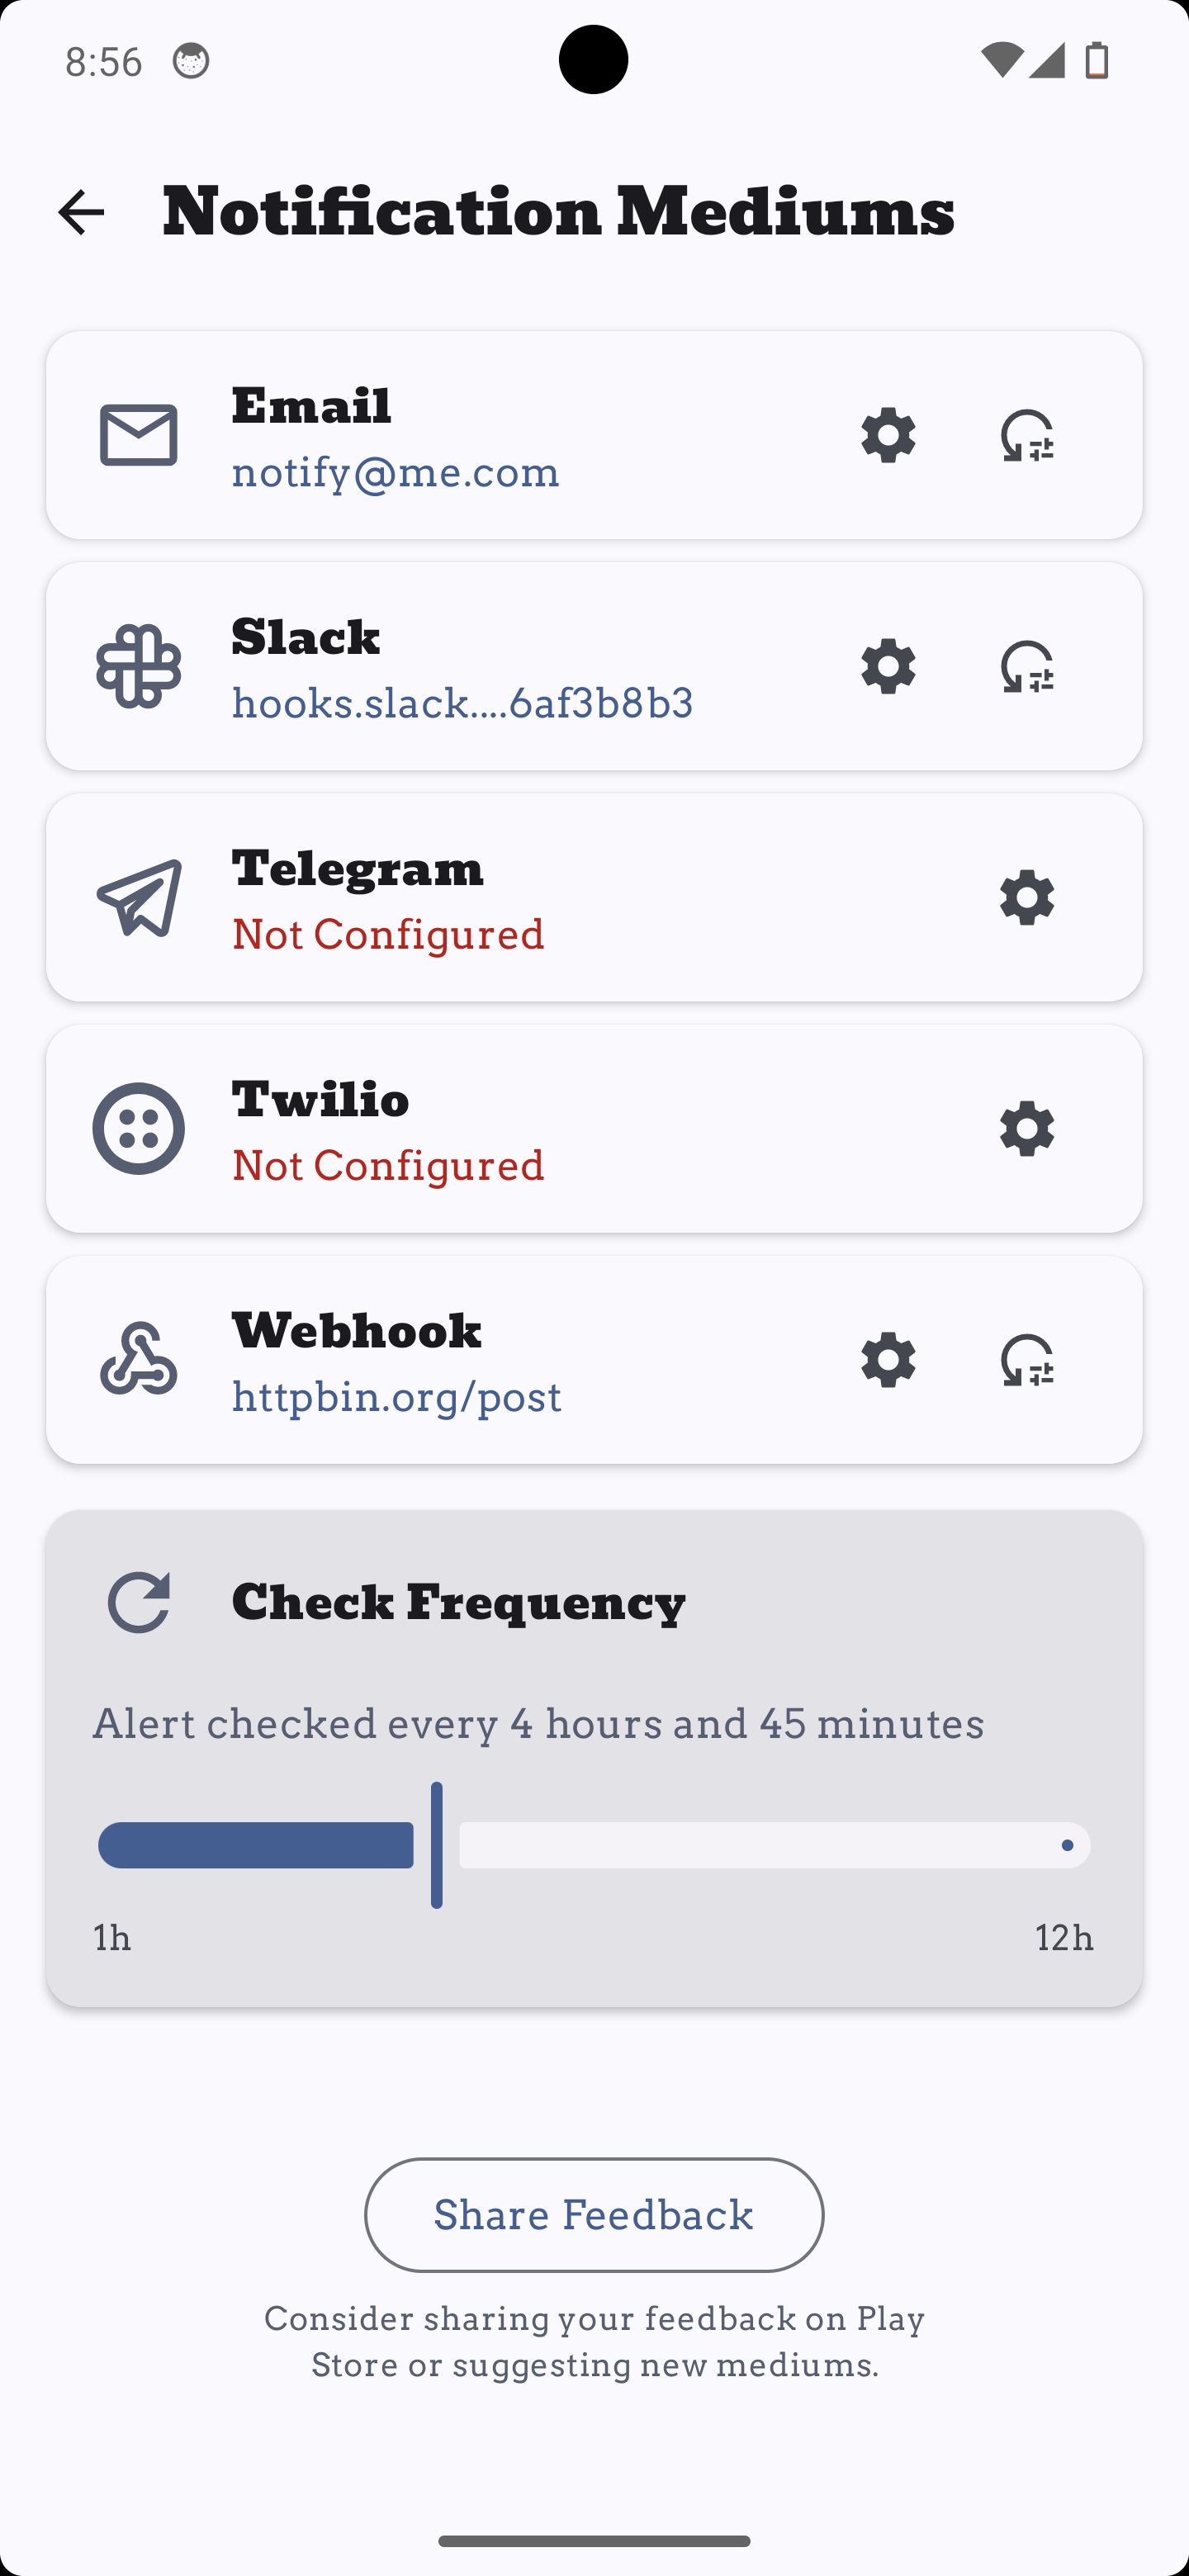 8:56
Notification Mediums
Email
notify@me.com
Slack
hooks.slack....6af3b8b3
Telegram
Not Configured
Twilio
Not Configured
Webhook
httpbin.org/post
Check Frequency
Alert checked every 4 hours and 45 minutes
1h
12h
Share Feedback
Consider sharing your feedback on Play
Store or suggesting new mediums.